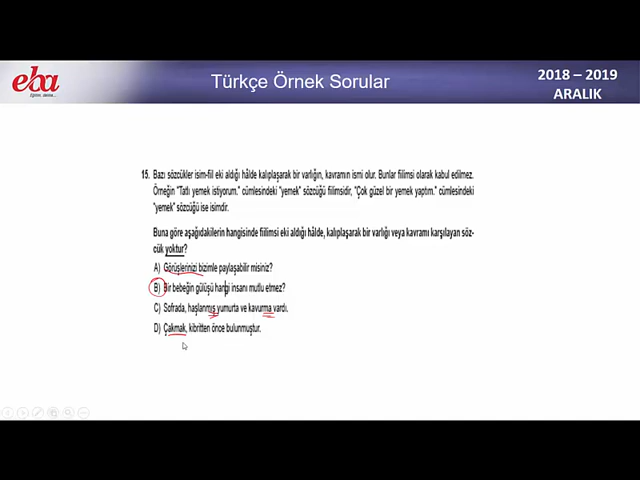 eba
Türkçe Örnek Sorular
2018 – 2019
ARALIK
15. Bazı sözcükler isim-fiil eki aldığı hâlde kalıplaşarak bir varlığın, kavramın ismi olur. Bunlar fiilimsi olarak kabul edilmez.
Örneğin "Tatlı yemek istiyorum." cümlesindeki "yemek" sözcüğü fiilimsidir, "Çok güzel bir yemek yaptım." cümlesindeki
"yemek" sözcüğü ise isimdir.
Buna göre aşağıdakilerin hangisinde fiilimsi eki aldığı hâlde, kalıplaşarak bir varlığı veya kavramı karşılayan söz-
cük yoktur?
A) Görüşlerinizi bizimle paylaşabilir misiniz?
B) Bir bebeğin gülüşü hangi insanı mutlu etmez?
C) Sofrada, haşlanmış yumurta ve kavurma vardı.
D) Çakmak, kibritten önce bulunmuştur.